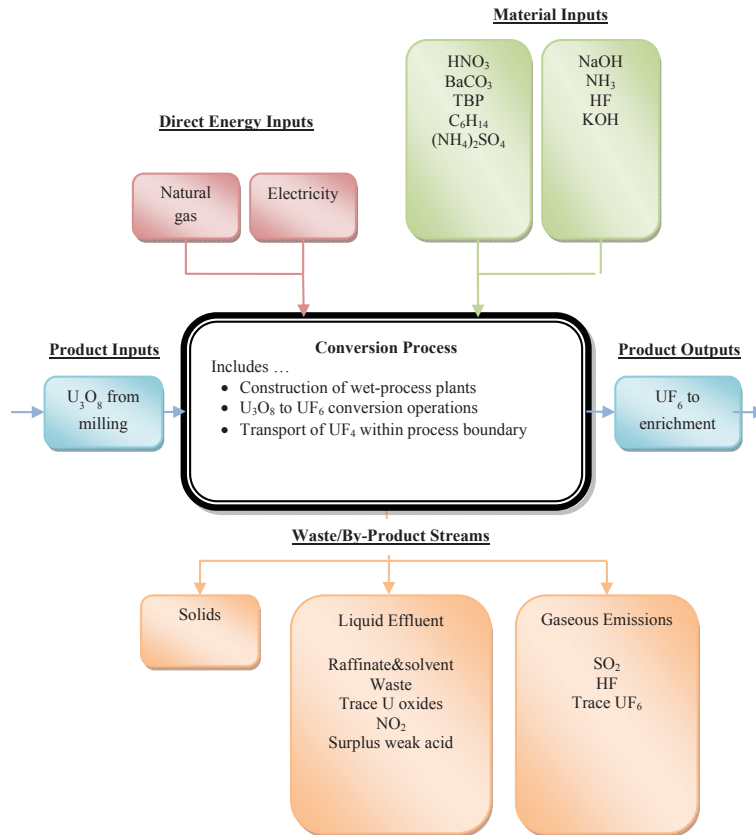 Material Inputs
HNO₃
BaCO₃
TBP
C₆H₁₄
(NH₄)₂SO₄
NaOH
NH₃
HF
KOH
Direct Energy Inputs
Natural
gas
Electricity
Product Inputs
U₃O₈ from
milling
Conversion Process
Includes …
• Construction of wet-process plants
• U₃O₈ to UF₆ conversion operations
• Transport of UF₄ within process boundary
Product Outputs
UF₆ to
enrichment
Waste/By-Product Streams
Solids
Liquid Effluent
Raffinate&solvent
Waste
Trace U oxides
NO₂
Surplus weak acid
Gaseous Emissions
SO₂
HF
Trace UF₆